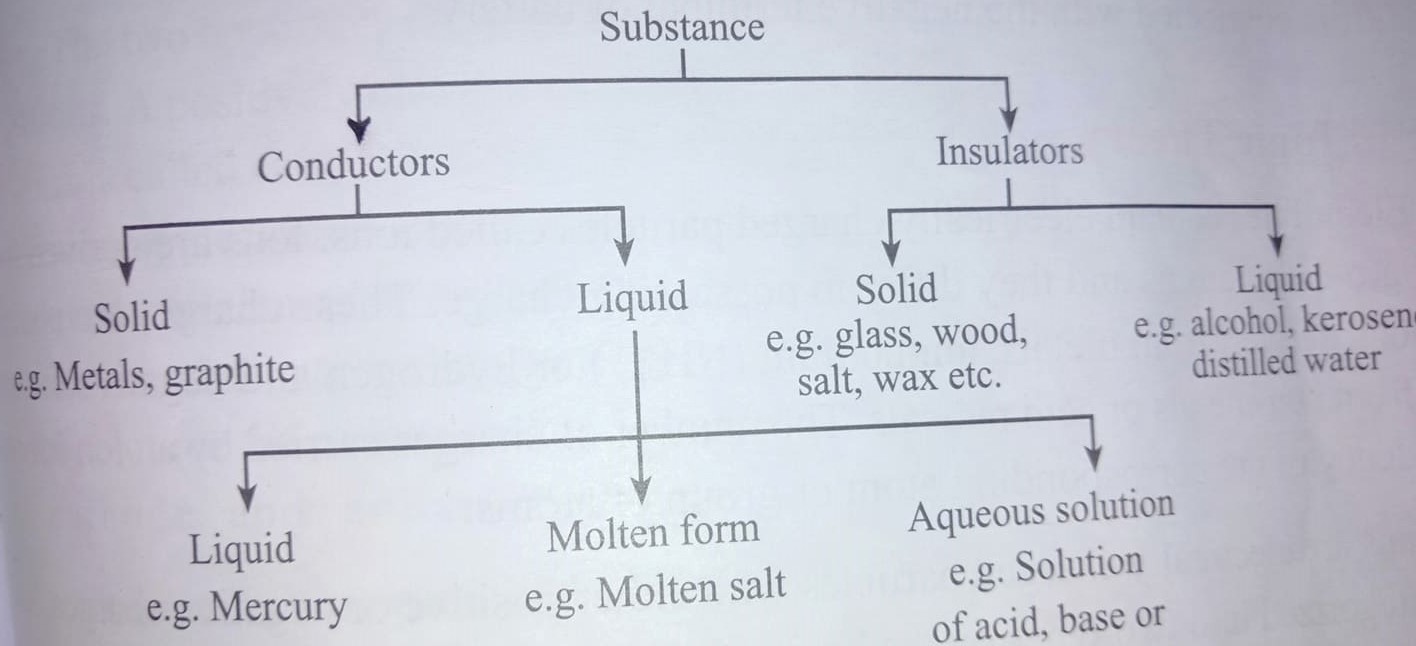 Substance
Conductors
Insulators
Solid
e.g. Metals, graphite
Liquid
Solid
e.g. glass, wood,
salt, wax etc.
Liquid
e.g. alcohol, kerosen
distilled water
Liquid
e.g. Mercury
Molten form
e.g. Molten salt
Aqueous solution
e.g. Solution
of acid, base or